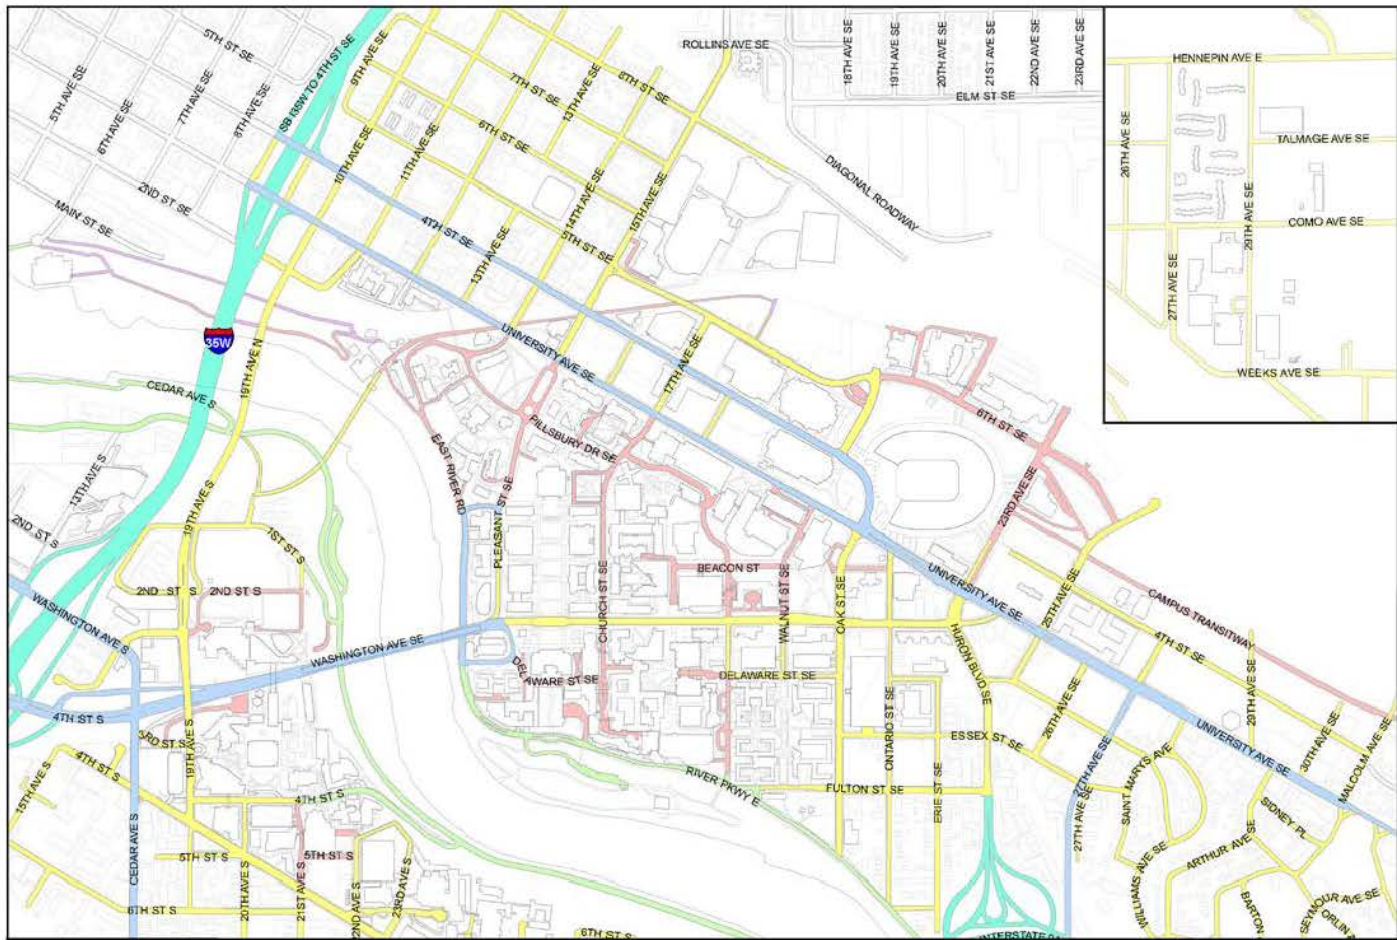 5TH ST SE
SB I35W TO 4TH ST SE
9TH AVE SE
ROLLINS AVE SE
8TH ST SE
7TH ST SE
13TH AVE SE
18TH AVE SE
19TH AVE SE
20TH AVE SE
21ST AVE SE
22ND AVE SE
23RD AVE SE
ELM ST SE
HENNEPIN AVE E
5TH AVE SE
6TH AVE SE
7TH AVE SE
8TH AVE SE
10TH AVE SE
11TH AVE SE
6TH ST SE
26TH AVE SE
TALMAGE AVE SE
2ND ST SE
MAIN ST SE
4TH ST SE
13TH AVE SE
14TH AVE SE
15TH AVE SE
5TH ST SE
DIAGONAL ROADWAY
COMO AVE SE
27TH AVE SE
29TH AVE SE
WEEKS AVE SE
35W
19TH AVE N
CEDAR AVE S
UNIVERSITY AVE SE
17TH AVE SE
PILLSBURY DR SE
EAST RIVER RD
PLEASANT ST SE
6TH ST SE
23RD AVE SE
13TH AVE S
2ND ST S
19TH AVE S
1ST ST S
2ND ST S
2ND ST S
WASHINGTON AVE S
WASHINGTON AVE SE
CHURCH ST SE
BEACON ST
WALNUT ST SE
OAK ST SE
UNIVERSITY AVE SE
25TH AVE SE
CAMPUS TRANSITWAY
4TH ST SE
HURON BLVD SE
DELAWARE ST SE
DELAWARE ST SE
ONTARIO ST SE
ESSEX ST SE
26TH AVE SE
27TH AVE SE
SAINT MARYS AVE
29TH AVE SE
UNIVERSITY AVE SE
30TH AVE SE
MALCOLM AVE SE
4TH ST S
3RD ST S
19TH AVE S
4TH ST S
15TH AVE S
4TH ST S
RIVER PKWY E
FULTON ST SE
ERIE ST SE
27TH AVE SE
SIDNEY PL
ARTHUR AVE SE
WILLIAMS AVE SE
BARTON
SEYMOUR AVE SE
ORLIN A
CEDAR AVE S
5TH ST S
5TH ST S
6TH ST S
20TH AVE S
21ST AVE S
22ND AVE S
23RD AVE S
6TH ST S
INTERSTATE 94